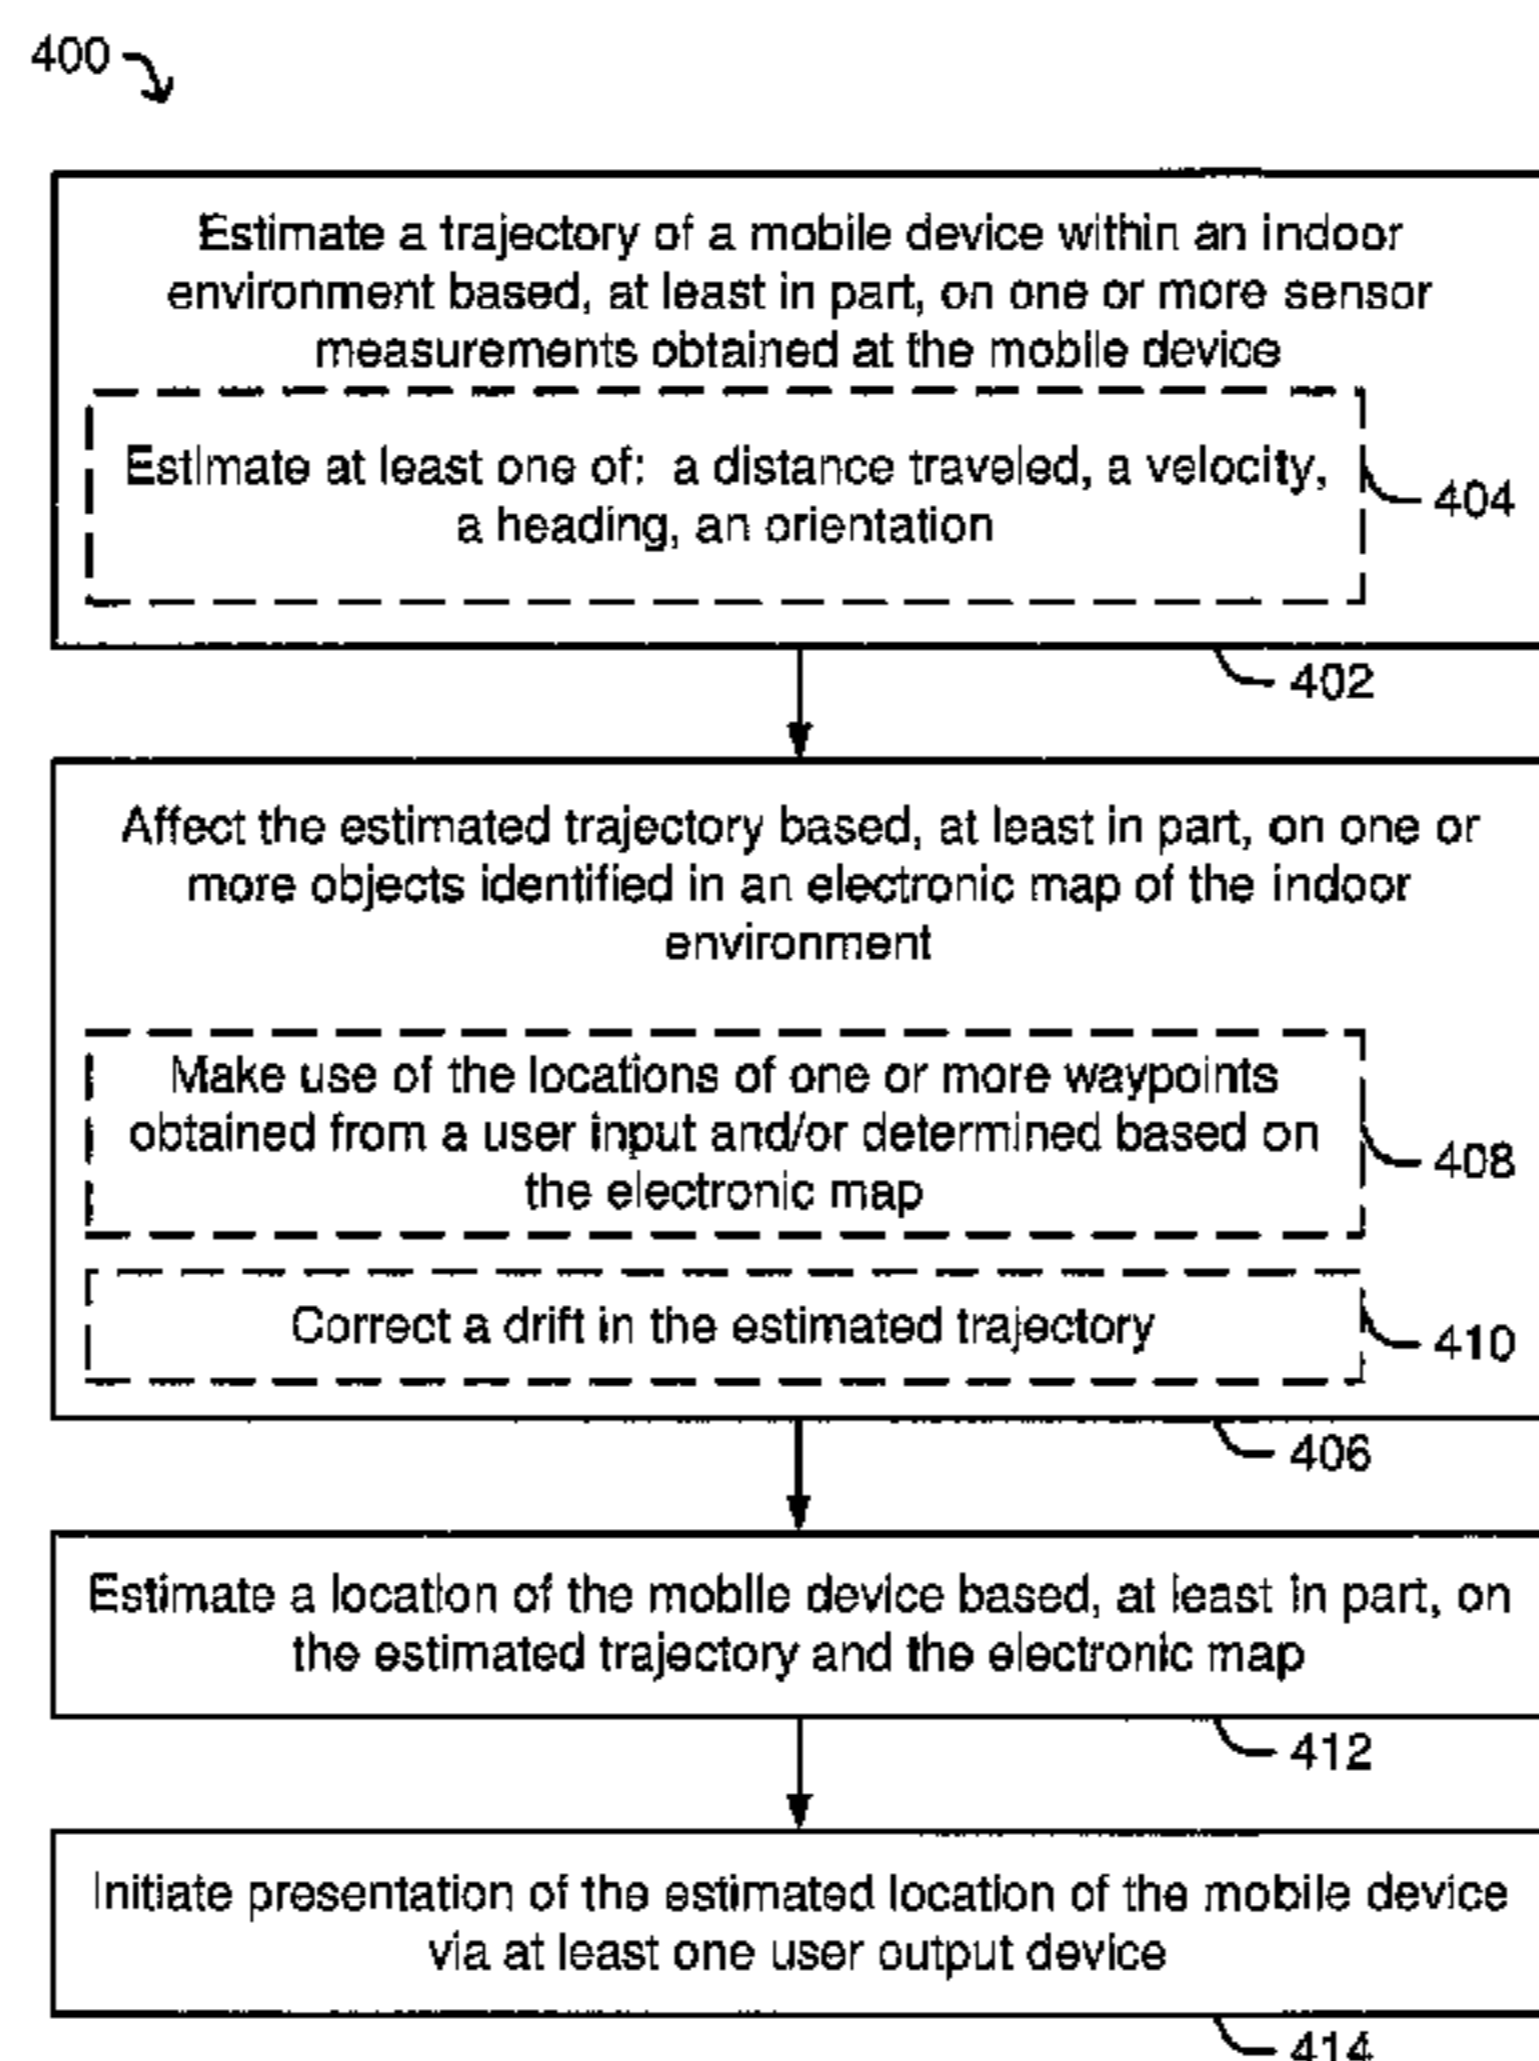 400
Estimate a trajectory of a mobile device within an indoor
environment based, at least in part, on one or more sensor
measurements obtained at the mobile device
Estimate at least one of: a distance traveled, a velocity,
a heading, an orientation
404
402
Affect the estimated trajectory based, at least in part, on one or
more objects identified in an electronic map of the indoor
environment
Make use of the locations of one or more waypoints
obtained from a user input and/or determined based on
the electronic map
408
Correct a drift in the estimated trajectory
410
406
Estimate a location of the mobile device based, at least in part, on
the estimated trajectory and the electronic map
412
Initiate presentation of the estimated location of the mobile device
via at least one user output device
414